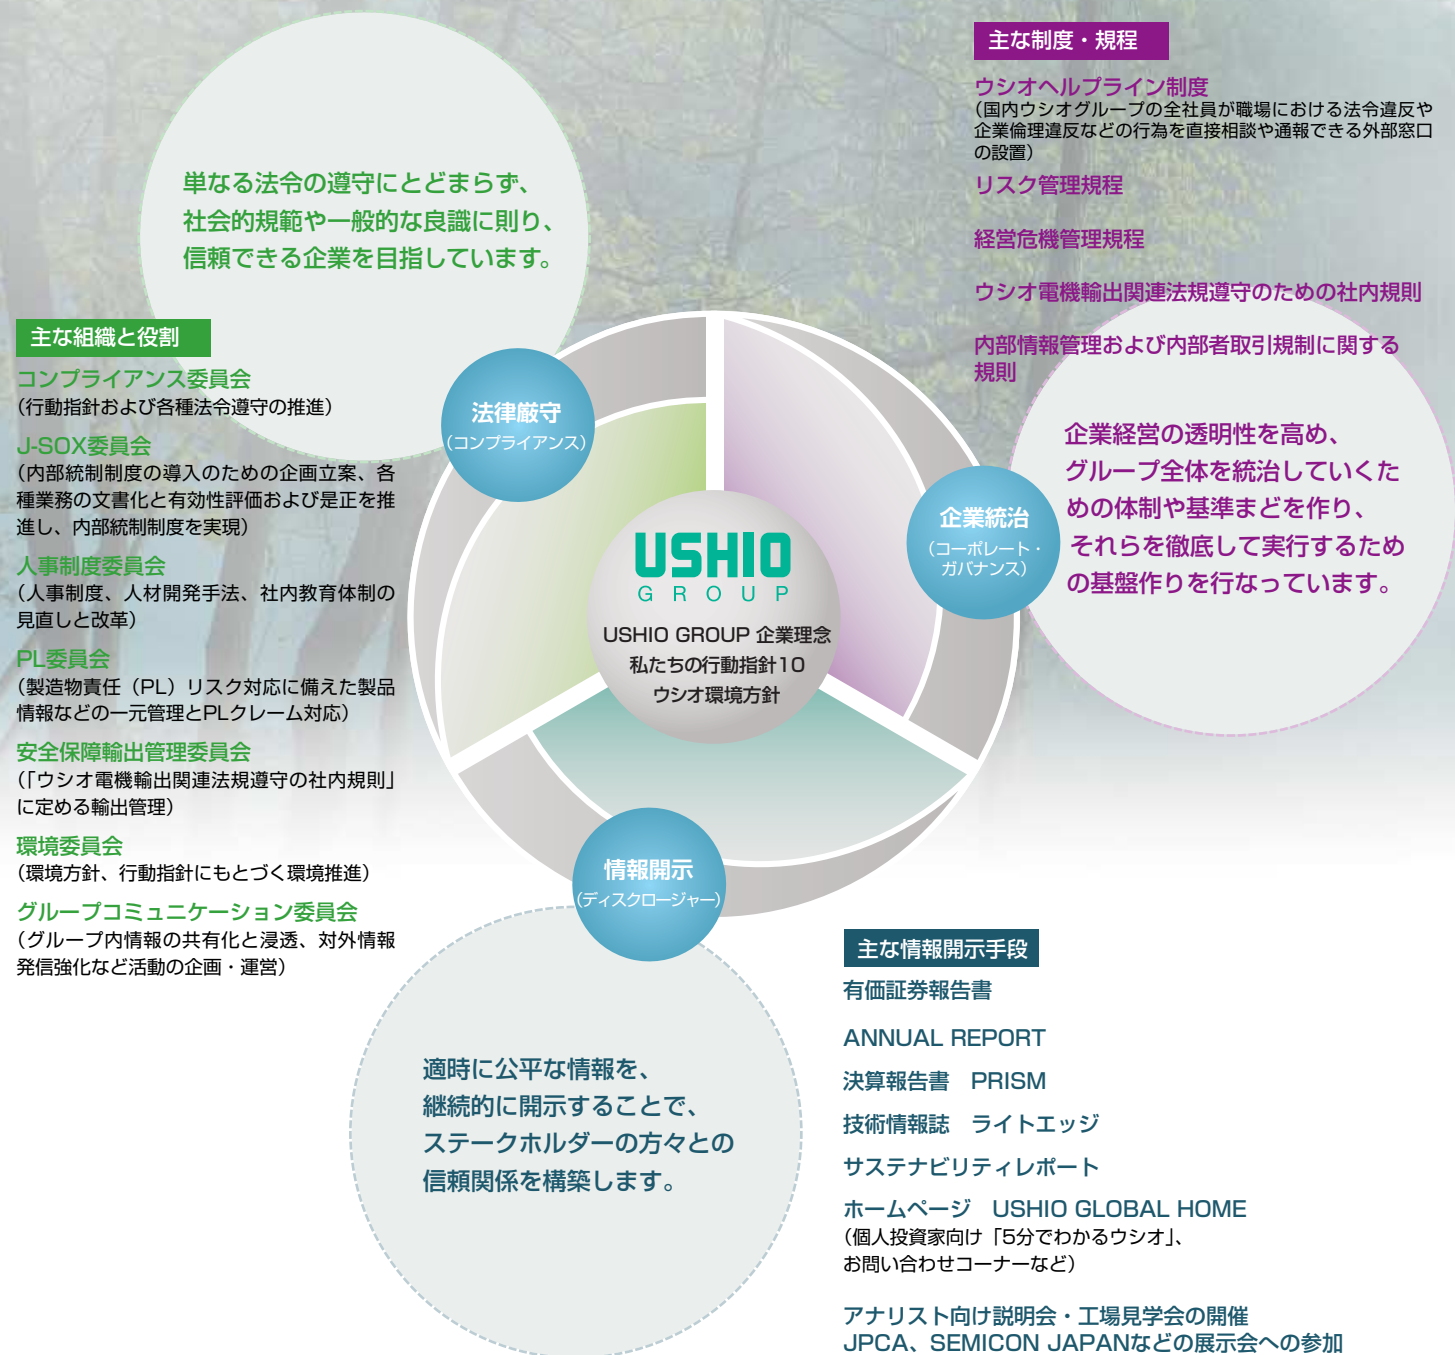 単なる法令の遵守にとどまらず、
社会的規範や一般的な良識に則り、
信頼できる企業を目指しています。
主な組織と役割
コンプライアンス委員会
（行動指針および各種法令遵守の推進）
J-SOX委員会
（内部統制制度の導入のための企画立案、各
種業務の文書化と有効性評価および是正を推
進し、内部統制制度を実現）
人事制度委員会
（人事制度、人材開発手法、社内教育体制の
見直しと改革）
PL委員会
（製造物責任（PL）リスク対応に備えた製品
情報などの一元管理とPLクレーム対応）
安全保障輸出管理委員会
（「ウシオ電機輸出関連法規遵守の社内規則」
に定める輸出管理）
環境委員会
（環境方針、行動指針にもとづく環境推進）
グループコミュニケーション委員会
（グループ内情報の共有化と浸透、対外情報
発信強化など活動の企画・運営）
法律厳守
（コンプライアンス）
USHIO
GROUP
USHIO GROUP 企業理念
私たちの行動指針10
ウシオ環境方針
主な制度・規程
ウシオヘルプライン制度
（国内ウシオグループの全社員が職場における法令違反や
企業倫理違反などの行為を直接相談や通報できる外部窓口
の設置）
リスク管理規程
経営危機管理規程
ウシオ電機輸出関連法規遵守のための社内規則
内部情報管理および内部者取引規制に関する
規則
企業統治
（コーポレート・
ガバナンス）
企業経営の透明性を高め、
グループ全体を統治していくた
めの体制や基準まどを作り、
それらを徹底して実行するため
の基盤作りを行なっています。
情報開示
（ディスクロージャー）
適時に公平な情報を、
継続的に開示することで、
ステークホルダーの方々との
信頼関係を構築します。
主な情報開示手段
有価証券報告書
ANNUAL REPORT
決算報告書　PRISM
技術情報誌　ライトエッジ
サステナビリティレポート
ホームページ　USHIO GLOBAL HOME
（個人投資家向け「5分でわかるウシオ」、
お問い合わせコーナーなど）
アナリスト向け説明会・工場見学会の開催
JPCA、SEMICON JAPANなどの展示会への参加